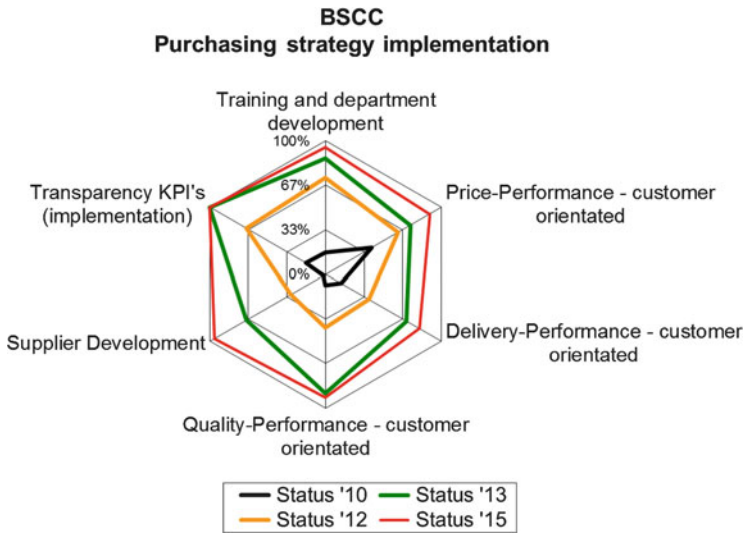 BSCC
Purchasing strategy implementation
Training and department
development
100%
67%
33%
0%
Transparency KPI's
(implementation)
Price-Performance - customer
orientated
Supplier Development
Delivery-Performance - customer
orientated
Quality-Performance - customer
orientated
Status '10
Status '13
Status '12
Status '15